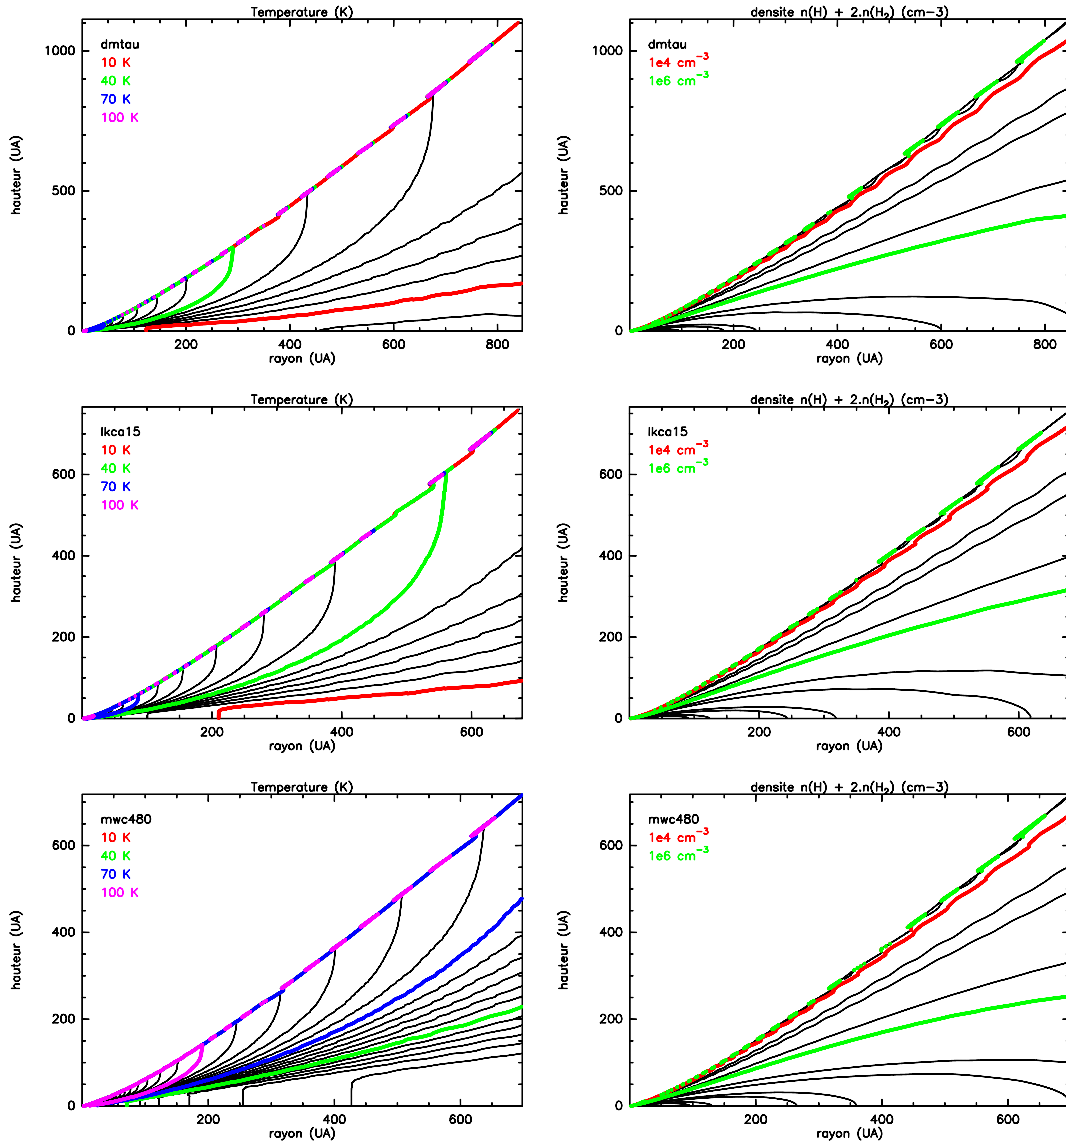 Temperature (K)
dmtau
10 K
40 K
70 K
100 K
hauteur (UA)
1000
500
0
200 400 600 800
rayon (UA)
densite n(H) + 2.n(H2) (cm-3)
dmtau
1e4 cm-3
1e6 cm-3
hauteur (UA)
1000
500
0
200 400 600 800
rayon (UA)
Temperature (K)
lkca15
10 K
40 K
70 K
100 K
hauteur (UA)
600
400
200
0
200 400 600
rayon (UA)
densite n(H) + 2.n(H2) (cm-3)
lkca15
1e4 cm-3
1e6 cm-3
hauteur (UA)
600
400
200
0
200 400 600
rayon (UA)
Temperature (K)
mwc480
10 K
40 K
70 K
100 K
hauteur (UA)
600
400
200
0
200 400 600
rayon (UA)
densite n(H) + 2.n(H2) (cm-3)
mwc480
1e4 cm-3
1e6 cm-3
hauteur (UA)
600
400
200
0
200 400 600
rayon (UA)